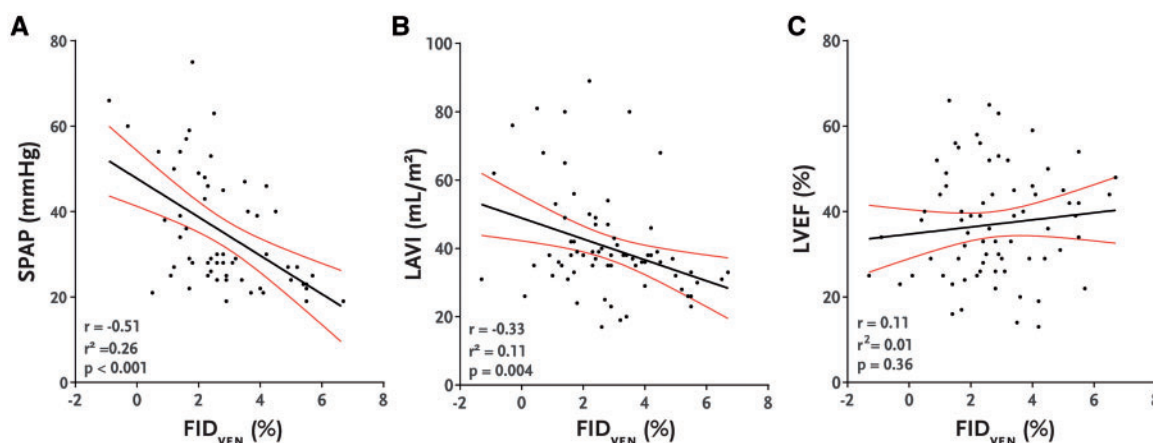 A
SPAP (mmHg)
80
60
40
20
0
r = -0.51
r² =0.26
p < 0.001
-2 0 2 4 6 8
FID_VEN (%)
B
LAVI (mL/m²)
100
80
60
40
20
0
r = -0.33
r² = 0.11
p = 0.004
-2 0 2 4 6 8
FID_VEN (%)
C
LVEF (%)
80
60
40
20
0
r = 0.11
r² = 0.01
p = 0.36
-2 0 2 4 6 8
FID_VEN (%)